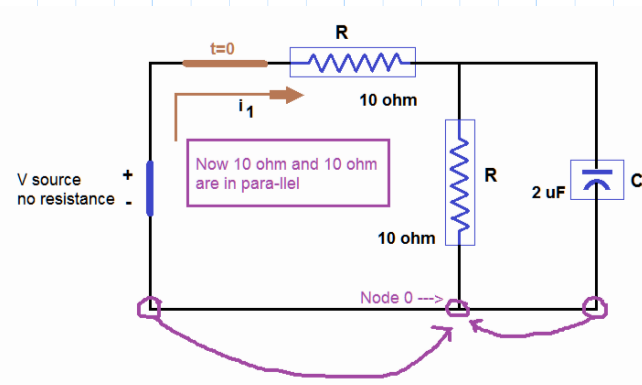 R
t=0
10 ohm
i 1
Now 10 ohm and 10 ohm
are in para-llel
V source
no resistance
+
-
R
2 uF
C
10 ohm
Node 0 --->